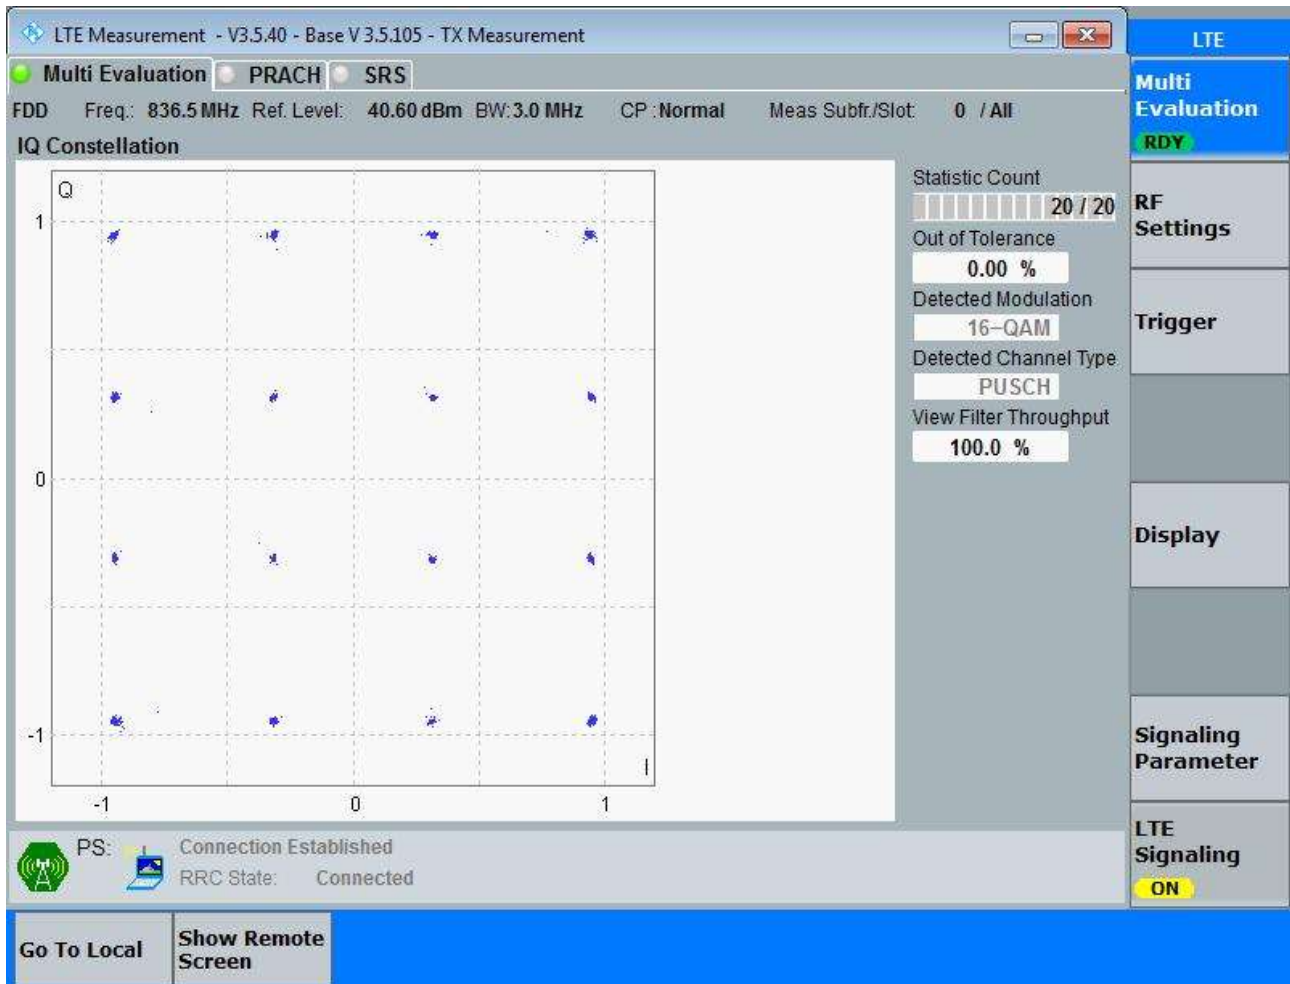 LTE Measurement - V3.5.40 - Base V 3.5.105 - TX Measurement
LTE
Multi Evaluation PRACH SRS
FDD Freq.: 836.5 MHz Ref. Level: 40.60 dBm BW: 3.0 MHz CP : Normal Meas Subfr./Slot: 0 / All
IQ Constellation
Q
1
0
-1
-1 0 1
I
Statistic Count
20 / 20
Out of Tolerance
0.00 %
Detected Modulation
16-QAM
Detected Channel Type
PUSCH
View Filter Throughput
100.0 %
Multi
Evaluation
RDY
RF
Settings
Trigger
Display
Signaling
Parameter
LTE
Signaling
ON
PS: Connection Established
RRC State: Connected
Go To Local
Show Remote
Screen